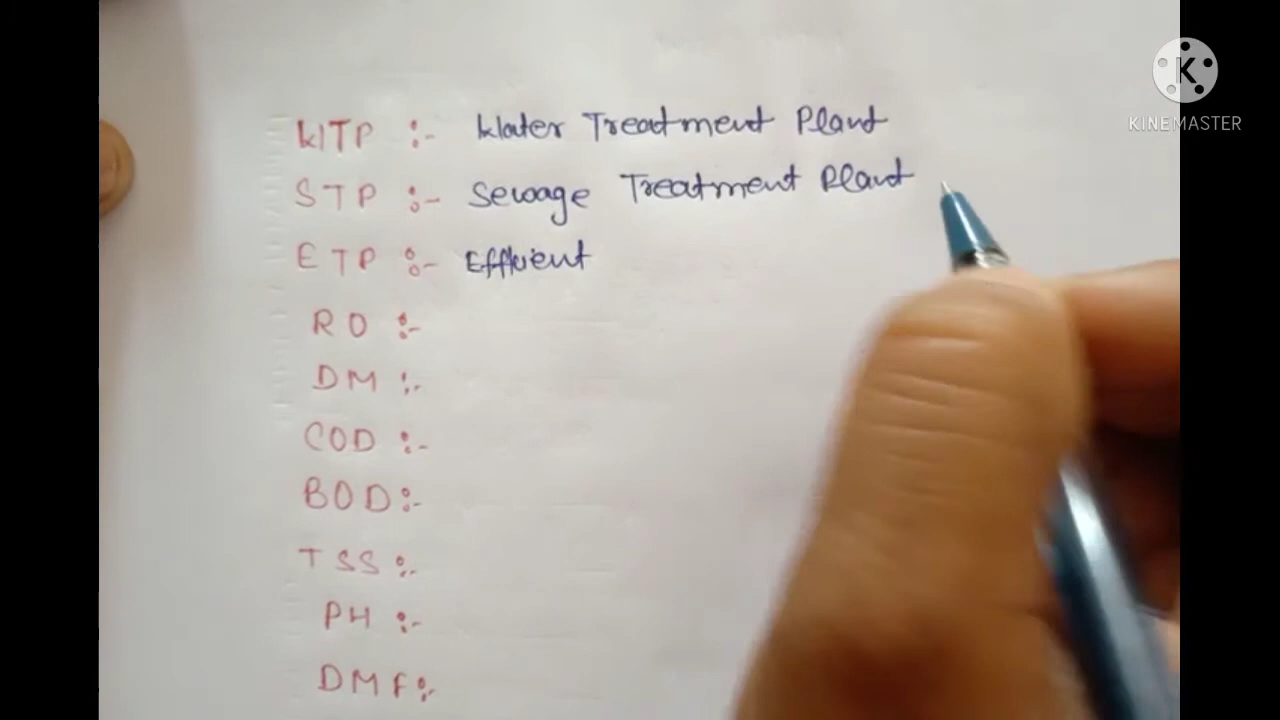 WTP :- Water Treatment Plant
STP :- Sewage Treatment Plant
ETP :- Effluent
RO :-
DM :-
COD :-
BOD :-
TSS :-
PH :-
DMF :-
K
KINEMASTER